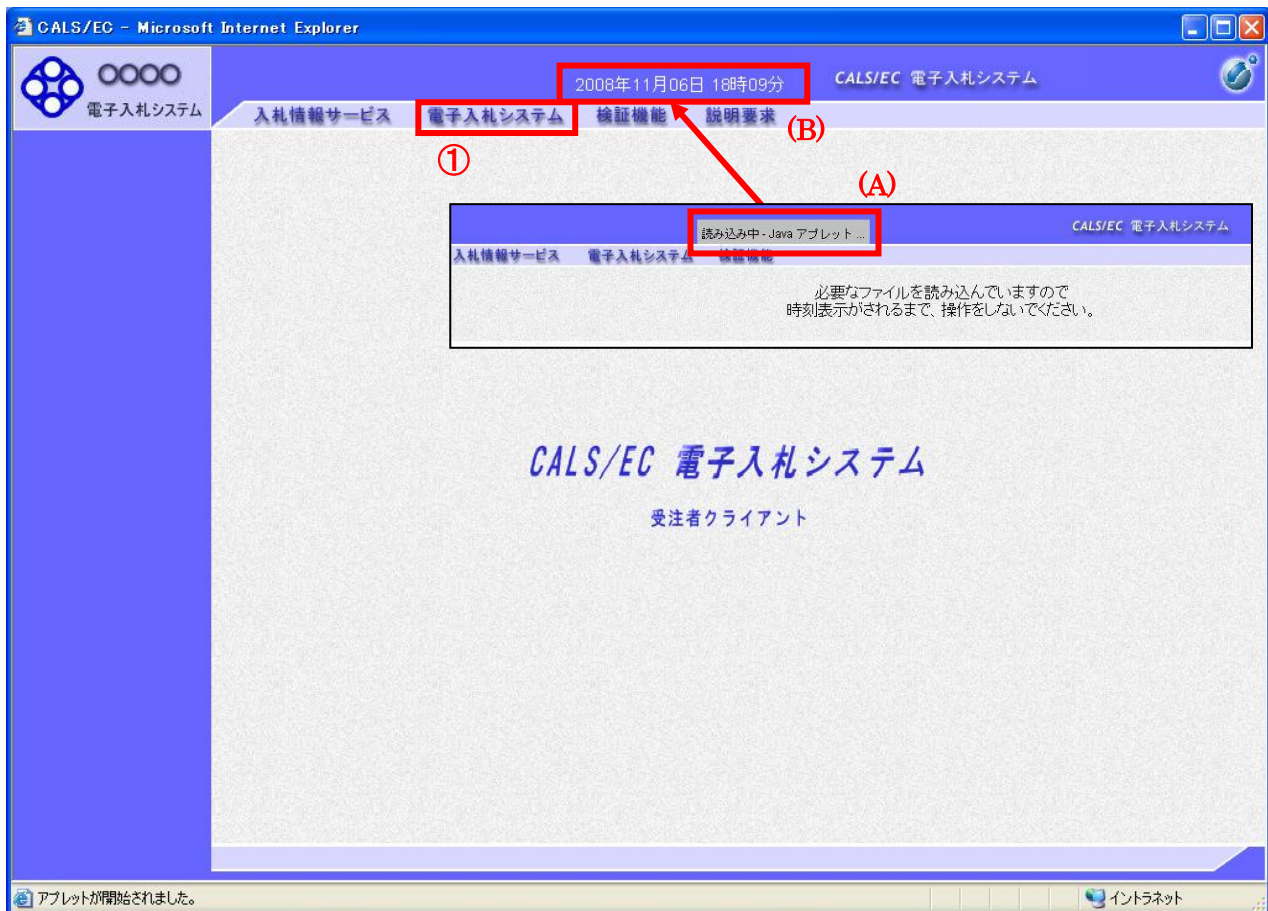 CALS/EC - Microsoft Internet Explorer
○○○○
電子入札システム
2008年11月06日 18時09分
CALS/EC 電子入札システム
入札情報サービス 電子入札システム 検証機能 説明要求
(B)
①
(A)
読み込み中 - Java アプレット ...
CALS/EC 電子入札システム
入札情報サービス 電子入札システム 検証機能
必要なファイルを読み込んでいますので
時刻表示がされるまで、操作をしないでください。
CALS/EC 電子入札システム
受注者クライアント
アプレットが開始されました。
イントラネット